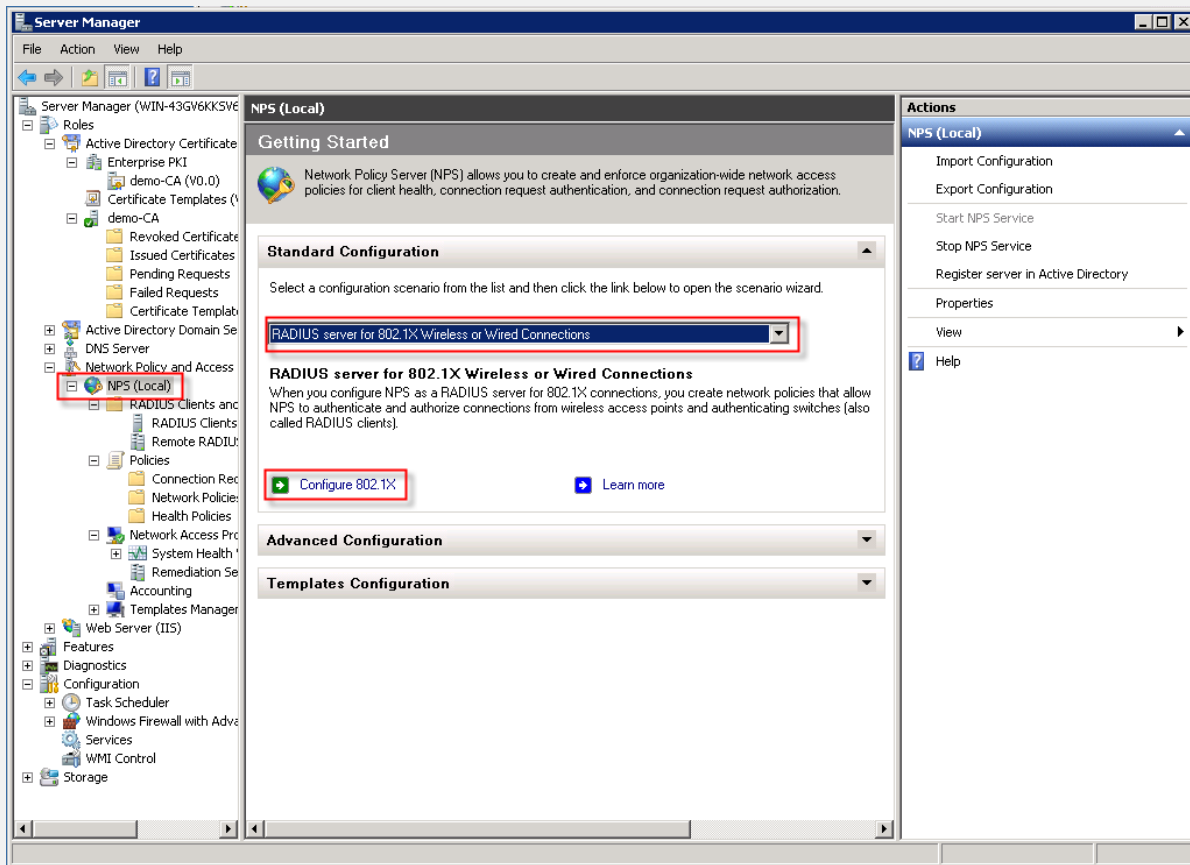 Server Manager
File Action View Help
Server Manager (WIN-43GV6KKSV6
Roles
Active Directory Certificate
Enterprise PKI
demo-CA (V0.0)
Certificate Templates (
demo-CA
Revoked Certificate
Issued Certificates
Pending Requests
Failed Requests
Certificate Templat
Active Directory Domain Se
DNS Server
Network Policy and Access
NPS (Local)
RADIUS Clients and
RADIUS Clients
Remote RADIU
Policies
Connection Rec
Network Policie
Health Policies
Network Access Pro
System Health
Remediation Se
Accounting
Templates Manager
Web Server (IIS)
Features
Diagnostics
Configuration
Task Scheduler
Windows Firewall with Adva
Services
WMI Control
Storage
NPS (Local)
Getting Started
Network Policy Server (NPS) allows you to create and enforce organization-wide network access
policies for client health, connection request authentication, and connection request authorization.
Standard Configuration
Select a configuration scenario from the list and then click the link below to open the scenario wizard.
RADIUS server for 802.1X Wireless or Wired Connections
RADIUS server for 802.1X Wireless or Wired Connections
When you configure NPS as a RADIUS server for 802.1X connections, you create network policies that allow
NPS to authenticate and authorize connections from wireless access points and authenticating switches (also
called RADIUS clients).
Configure 802.1X
Learn more
Advanced Configuration
Templates Configuration
Actions
NPS (Local)
Import Configuration
Export Configuration
Start NPS Service
Stop NPS Service
Register server in Active Directory
Properties
View
Help